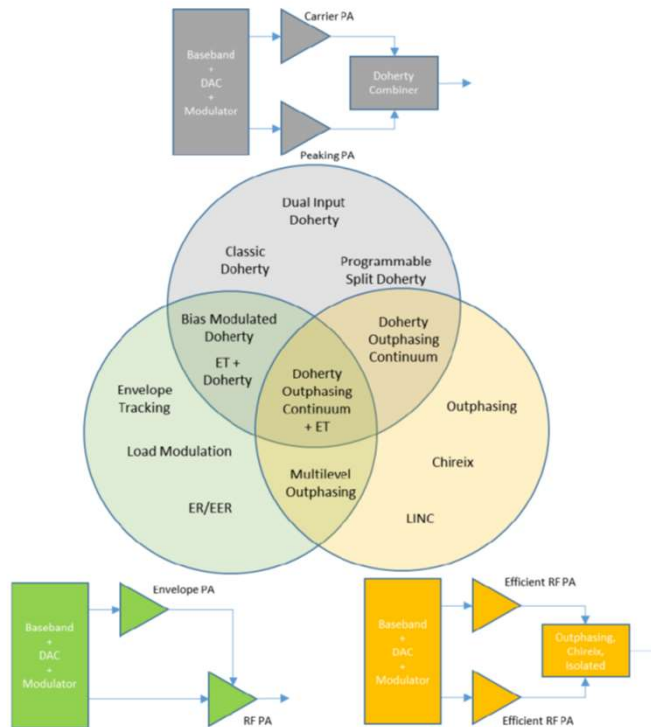 Carrier PA
Baseband
+
DAC
+
Modulator
Doherty
Combiner
Peaking PA
Dual Input
Doherty
Classic
Doherty
Programmable
Split Doherty
Bias Modulated
Doherty
ET +
Doherty
Doherty
Outphasing
Continuum
Doherty
Outphasing
Continuum
+ ET
Envelope
Tracking
Load Modulation
ER/EER
Multilevel
Outphasing
Outphasing
Chireix
LINC
Envelope PA
Baseband
+
DAC
+
Modulator
RF PA
Efficient RF PA
Baseband
+
DAC
+
Modulator
Outphasing,
Chireix,
Isolated
Efficient RF PA